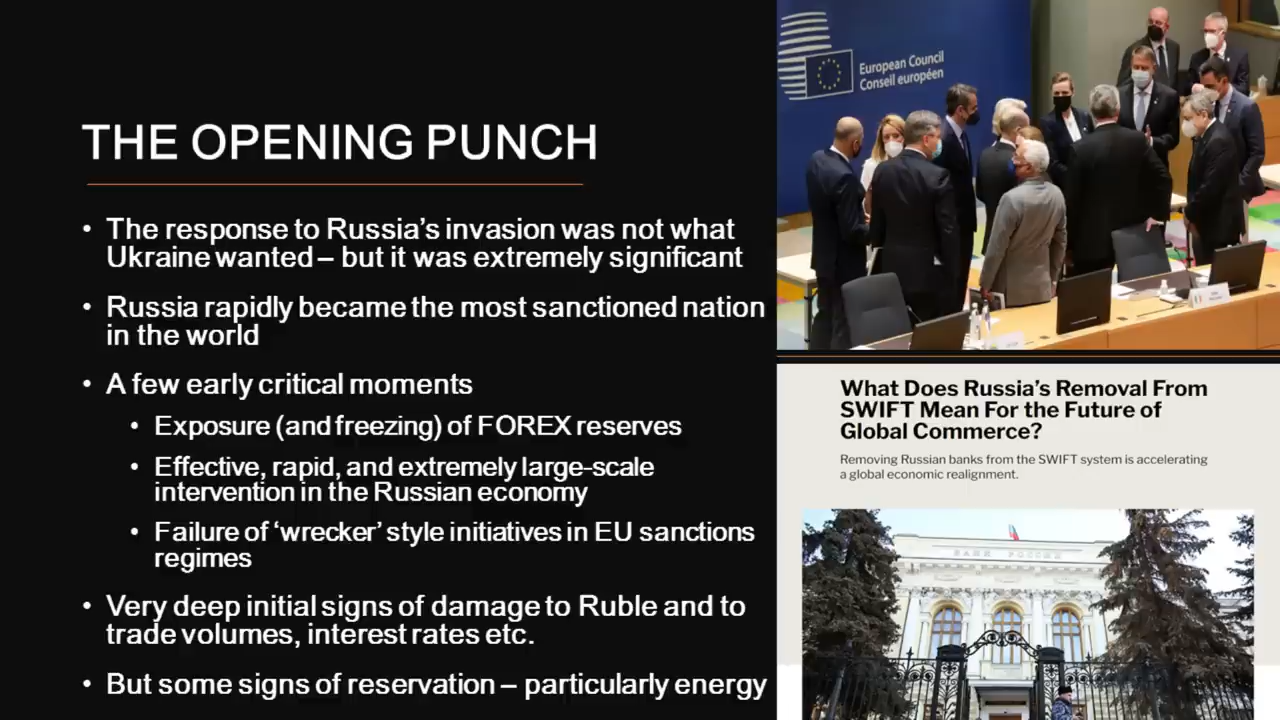 THE OPENING PUNCH
• The response to Russia’s invasion was not what
Ukraine wanted – but it was extremely significant
• Russia rapidly became the most sanctioned nation
in the world
• A few early critical moments
• Exposure (and freezing) of FOREX reserves
• Effective, rapid, and extremely large-scale
intervention in the Russian economy
• Failure of ‘wrecker’ style initiatives in EU sanctions
regimes
• Very deep initial signs of damage to Ruble and to
trade volumes, interest rates etc.
• But some signs of reservation – particularly energy
European Council
Conseil européen
What Does Russia’s Removal From
SWIFT Mean For the Future of
Global Commerce?
Removing Russian banks from the SWIFT system is accelerating
a global economic realignment.
БАНК РОССИИ